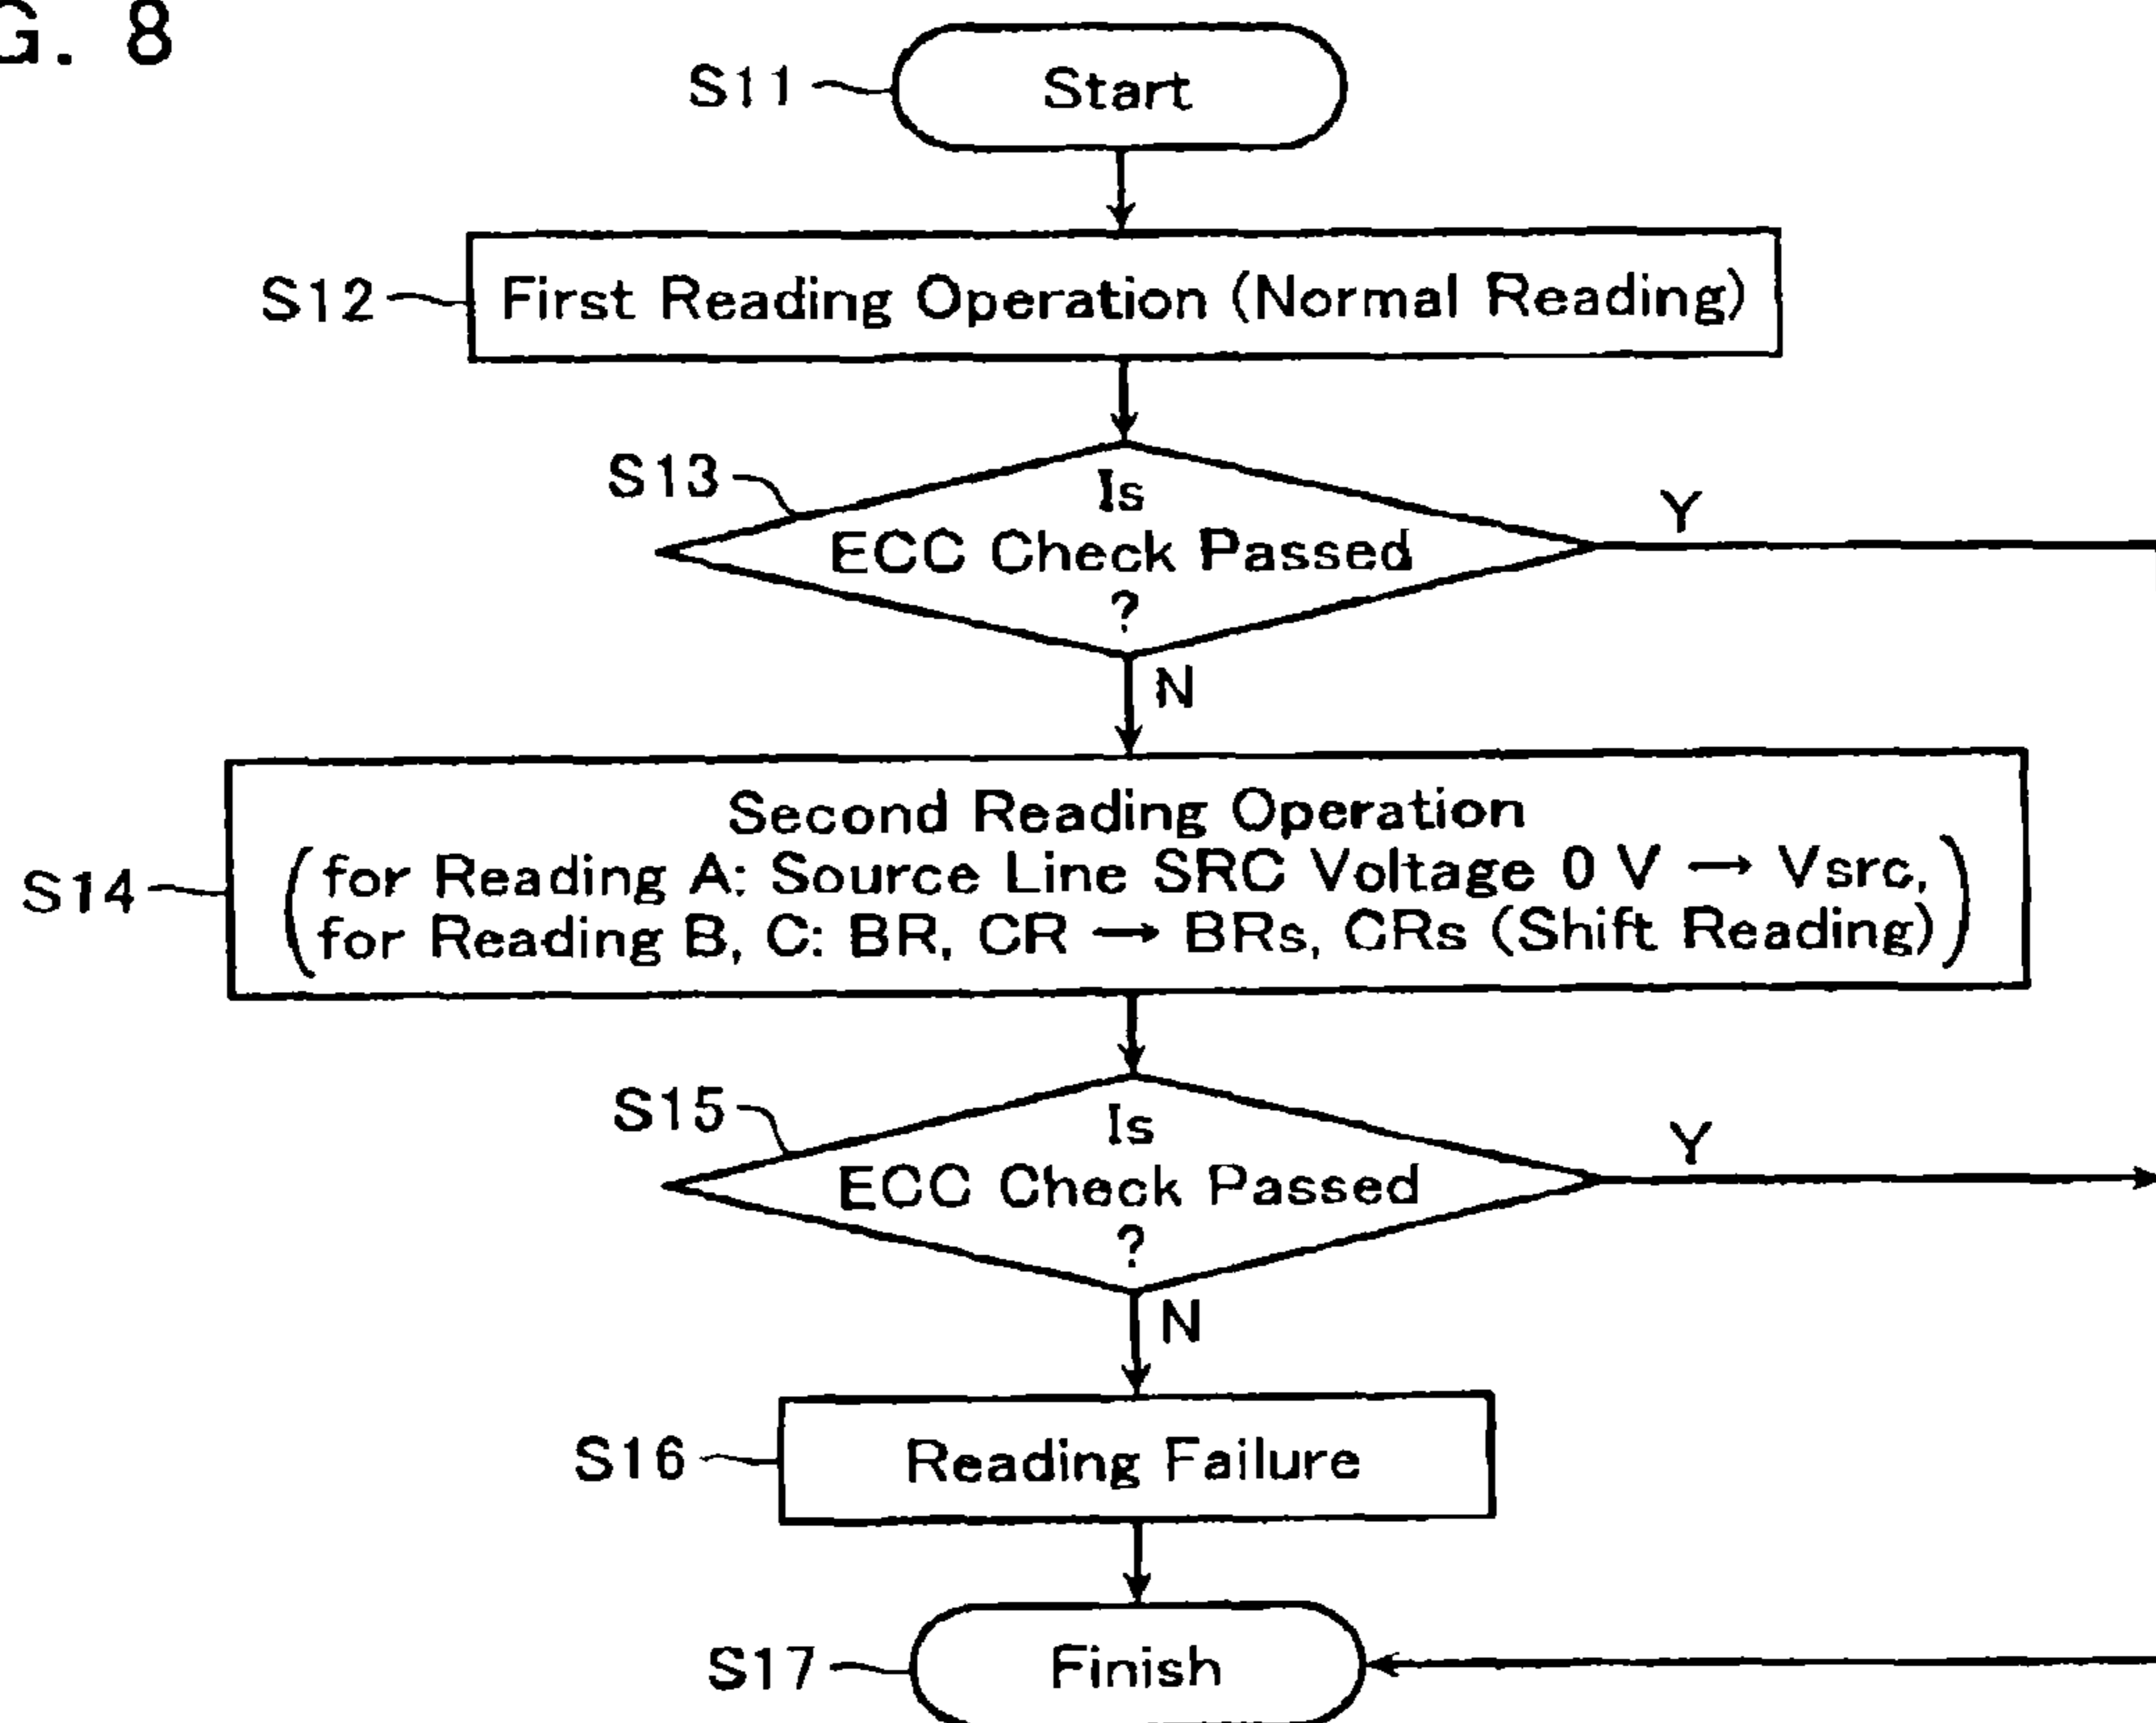 G. 8
S11
Start
S12
First Reading Operation (Normal Reading)
S13
Is
ECC Check Passed
?
Y
N
S14
Second Reading Operation
(for Reading A: Source Line SRC Voltage 0 V → Vsrc,
for Reading B, C: BR, CR → BRs, CRs (Shift Reading))
S15
Is
ECC Check Passed
?
Y
N
S16
Reading Failure
S17
Finish